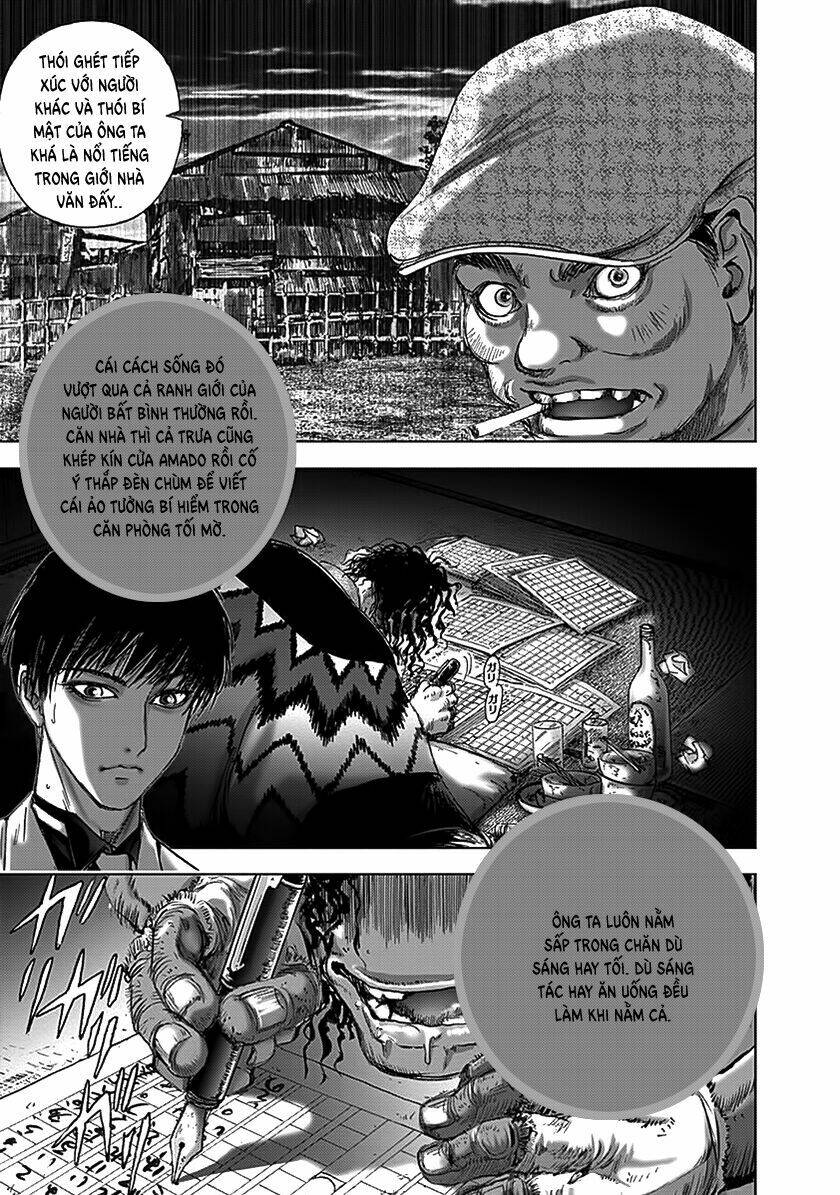 THÓI GHÉT TIẾP
XÚC VỚI NGƯỜI
KHÁC VÀ THÓI BÍ
MẬT CỦA ÔNG TA
KHÁ LÀ NỔI TIẾNG
TRONG GIỚI NHÀ
VĂN ĐẤY..
CÁI CÁCH SỐNG ĐÓ
VƯỢT QUA CẢ RANH GIỚI CỦA
NGƯỜI BẤT BÌNH THƯỜNG RỒI.
CĂN NHÀ THÌ CẢ TRƯA CŨNG
KHÉP KÍN CỬA AMADO RỒI CỐ
Ý THẮP ĐÈN CHÙM ĐỂ VIẾT
CÁI ẢO TƯỞNG BÍ HIỂM TRONG
CĂN PHÒNG TỐI MỜ.
ÔNG TA LUÔN NẰM
SẤP TRONG CHĂN DÙ
SÁNG HAY TỐI. DÙ SÁNG
TÁC HAY ĂN UỐNG ĐỀU
LÀM KHI NẰM CẢ.